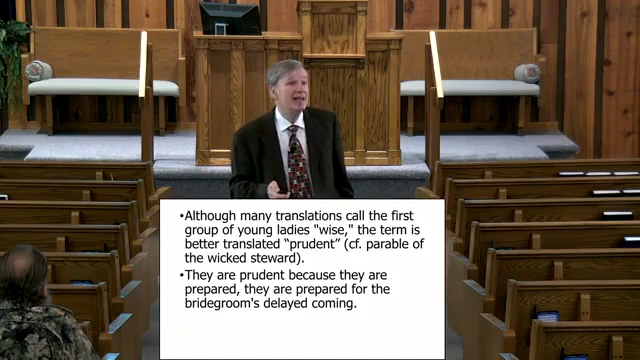 •Although many translations call the first
group of young ladies "wise," the term is
better translated “prudent” (cf. parable of
the wicked steward).
•They are prudent because they are
prepared, they are prepared for the
bridegroom's delayed coming.